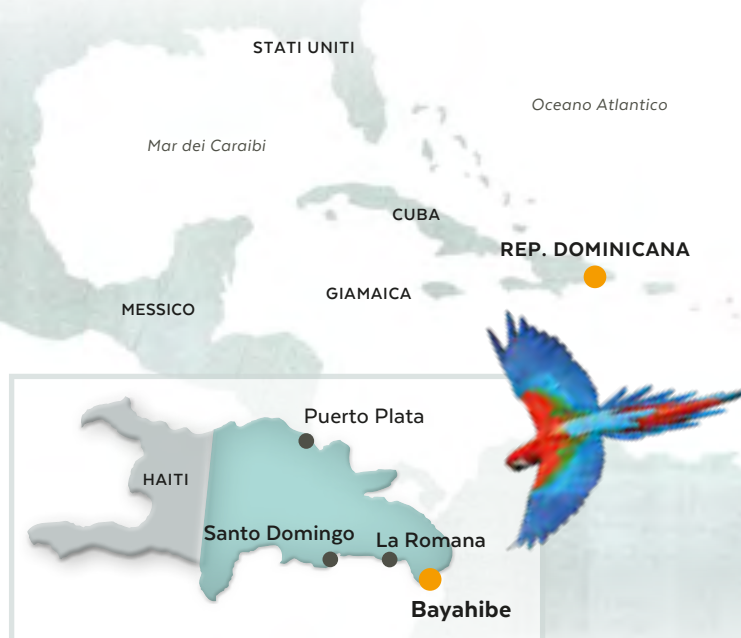 STATI UNITI
Oceano Atlantico
Mar dei Caraibi
CUBA
REP. DOMINICANA
GIAMAICA
MESSICO
Puerto Plata
HAITI
Santo Domingo
La Romana
Bayahibe